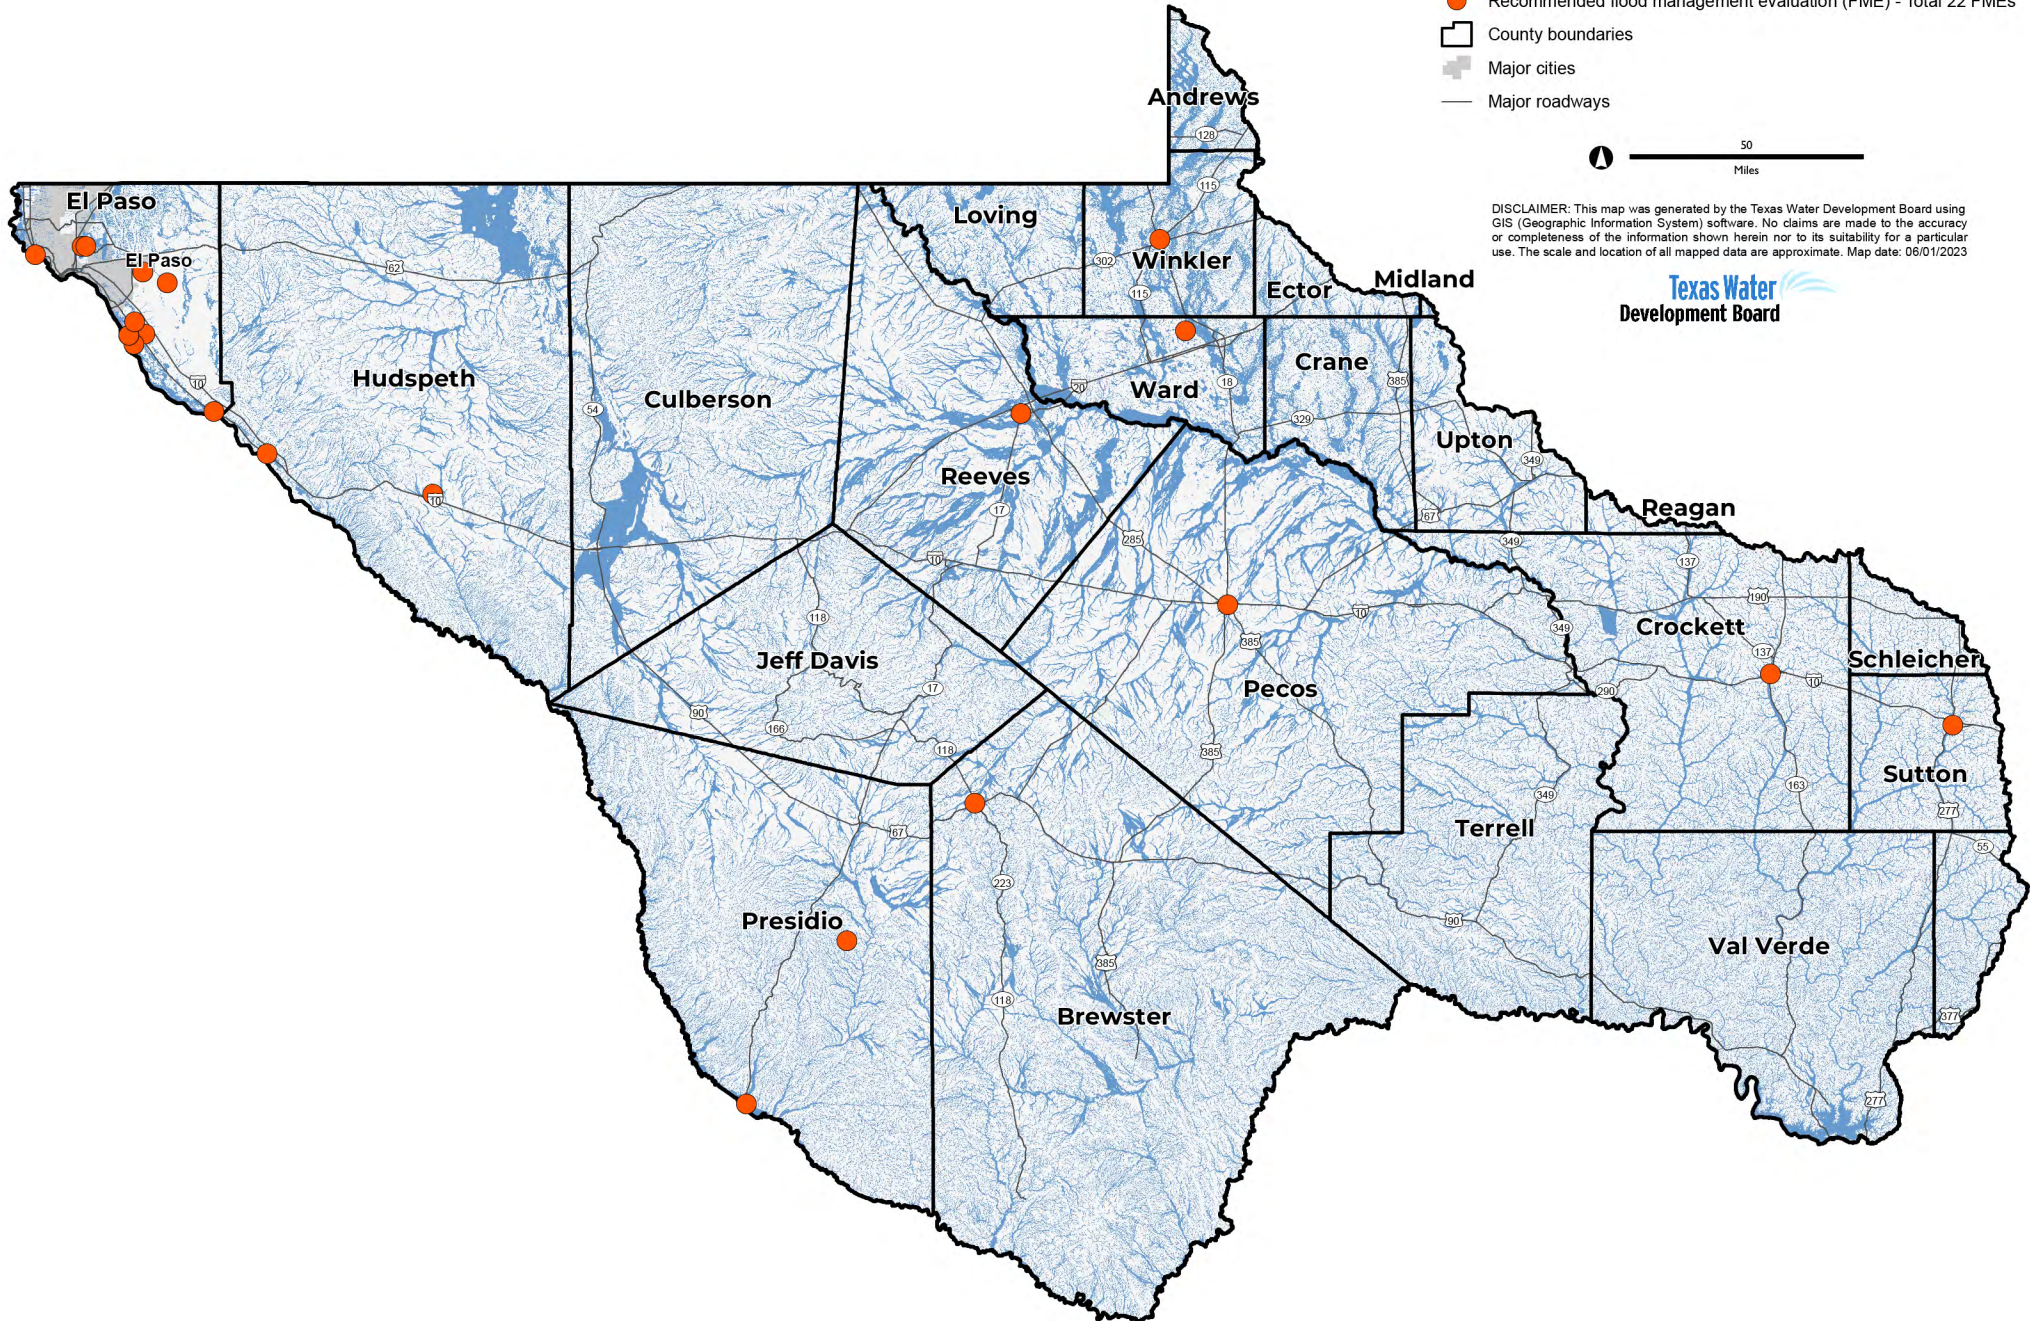 Recommended flood management evaluation (FME) - Total 22 FMEs
County boundaries
Major cities
Major roadways
50
Miles
DISCLAIMER: This map was generated by the Texas Water Development Board using
GIS (Geographic Information System) software. No claims are made to the accuracy
or completeness of the information shown herein nor to its suitability for a particular
use. The scale and location of all mapped data are approximate. Map date: 06/01/2023
Texas Water
Development Board
Andrews
128
115
El Paso
Loving
El Paso
62
302
Winkler
115
Ector
Midland
Hudspeth
10
Culberson
54
20
Ward
18
Crane
385
329
Upton
349
10
Reeves
17
67
Reagan
285
349
137
10
118
190
10
385
349
Crockett
Jeff Davis
137
Schleicher
17
Pecos
290
10
90
166
118
385
Sutton
349
163
277
67
Terrell
55
223
Presidio
90
Val Verde
385
118
Brewster
377
277